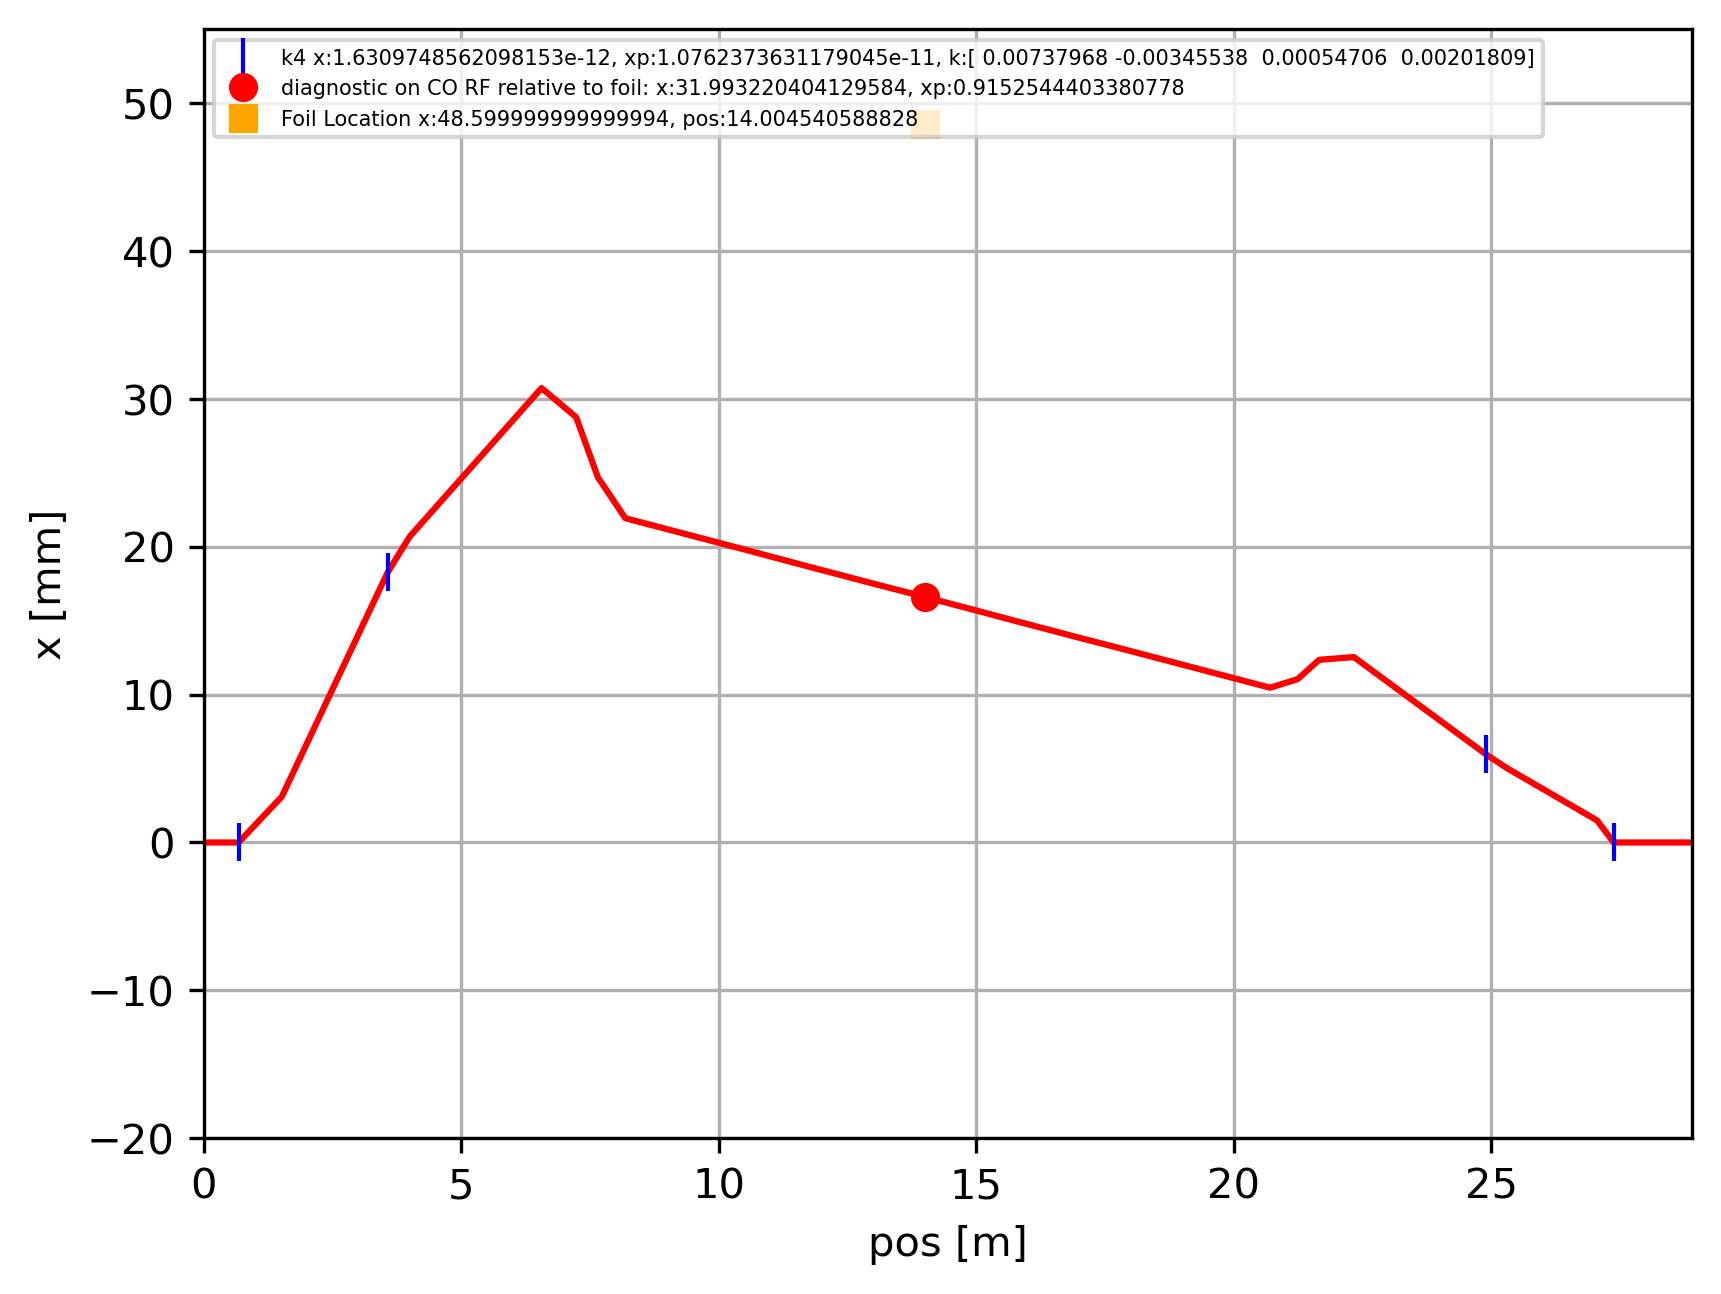 k4 x:1.6309748562098153e-12, xp:1.0762373631179045e-11, k:[ 0.00737968 -0.00345538  0.00054706  0.00201809]
diagnostic on CO RF relative to foil: x:31.993220404129584, xp:0.9152544403380778
Foil Location x:48.599999999999994, pos:14.004540588828
50
40
30
20
10
0
−10
−20
x [mm]
0 5 10 15 20 25
pos [m]